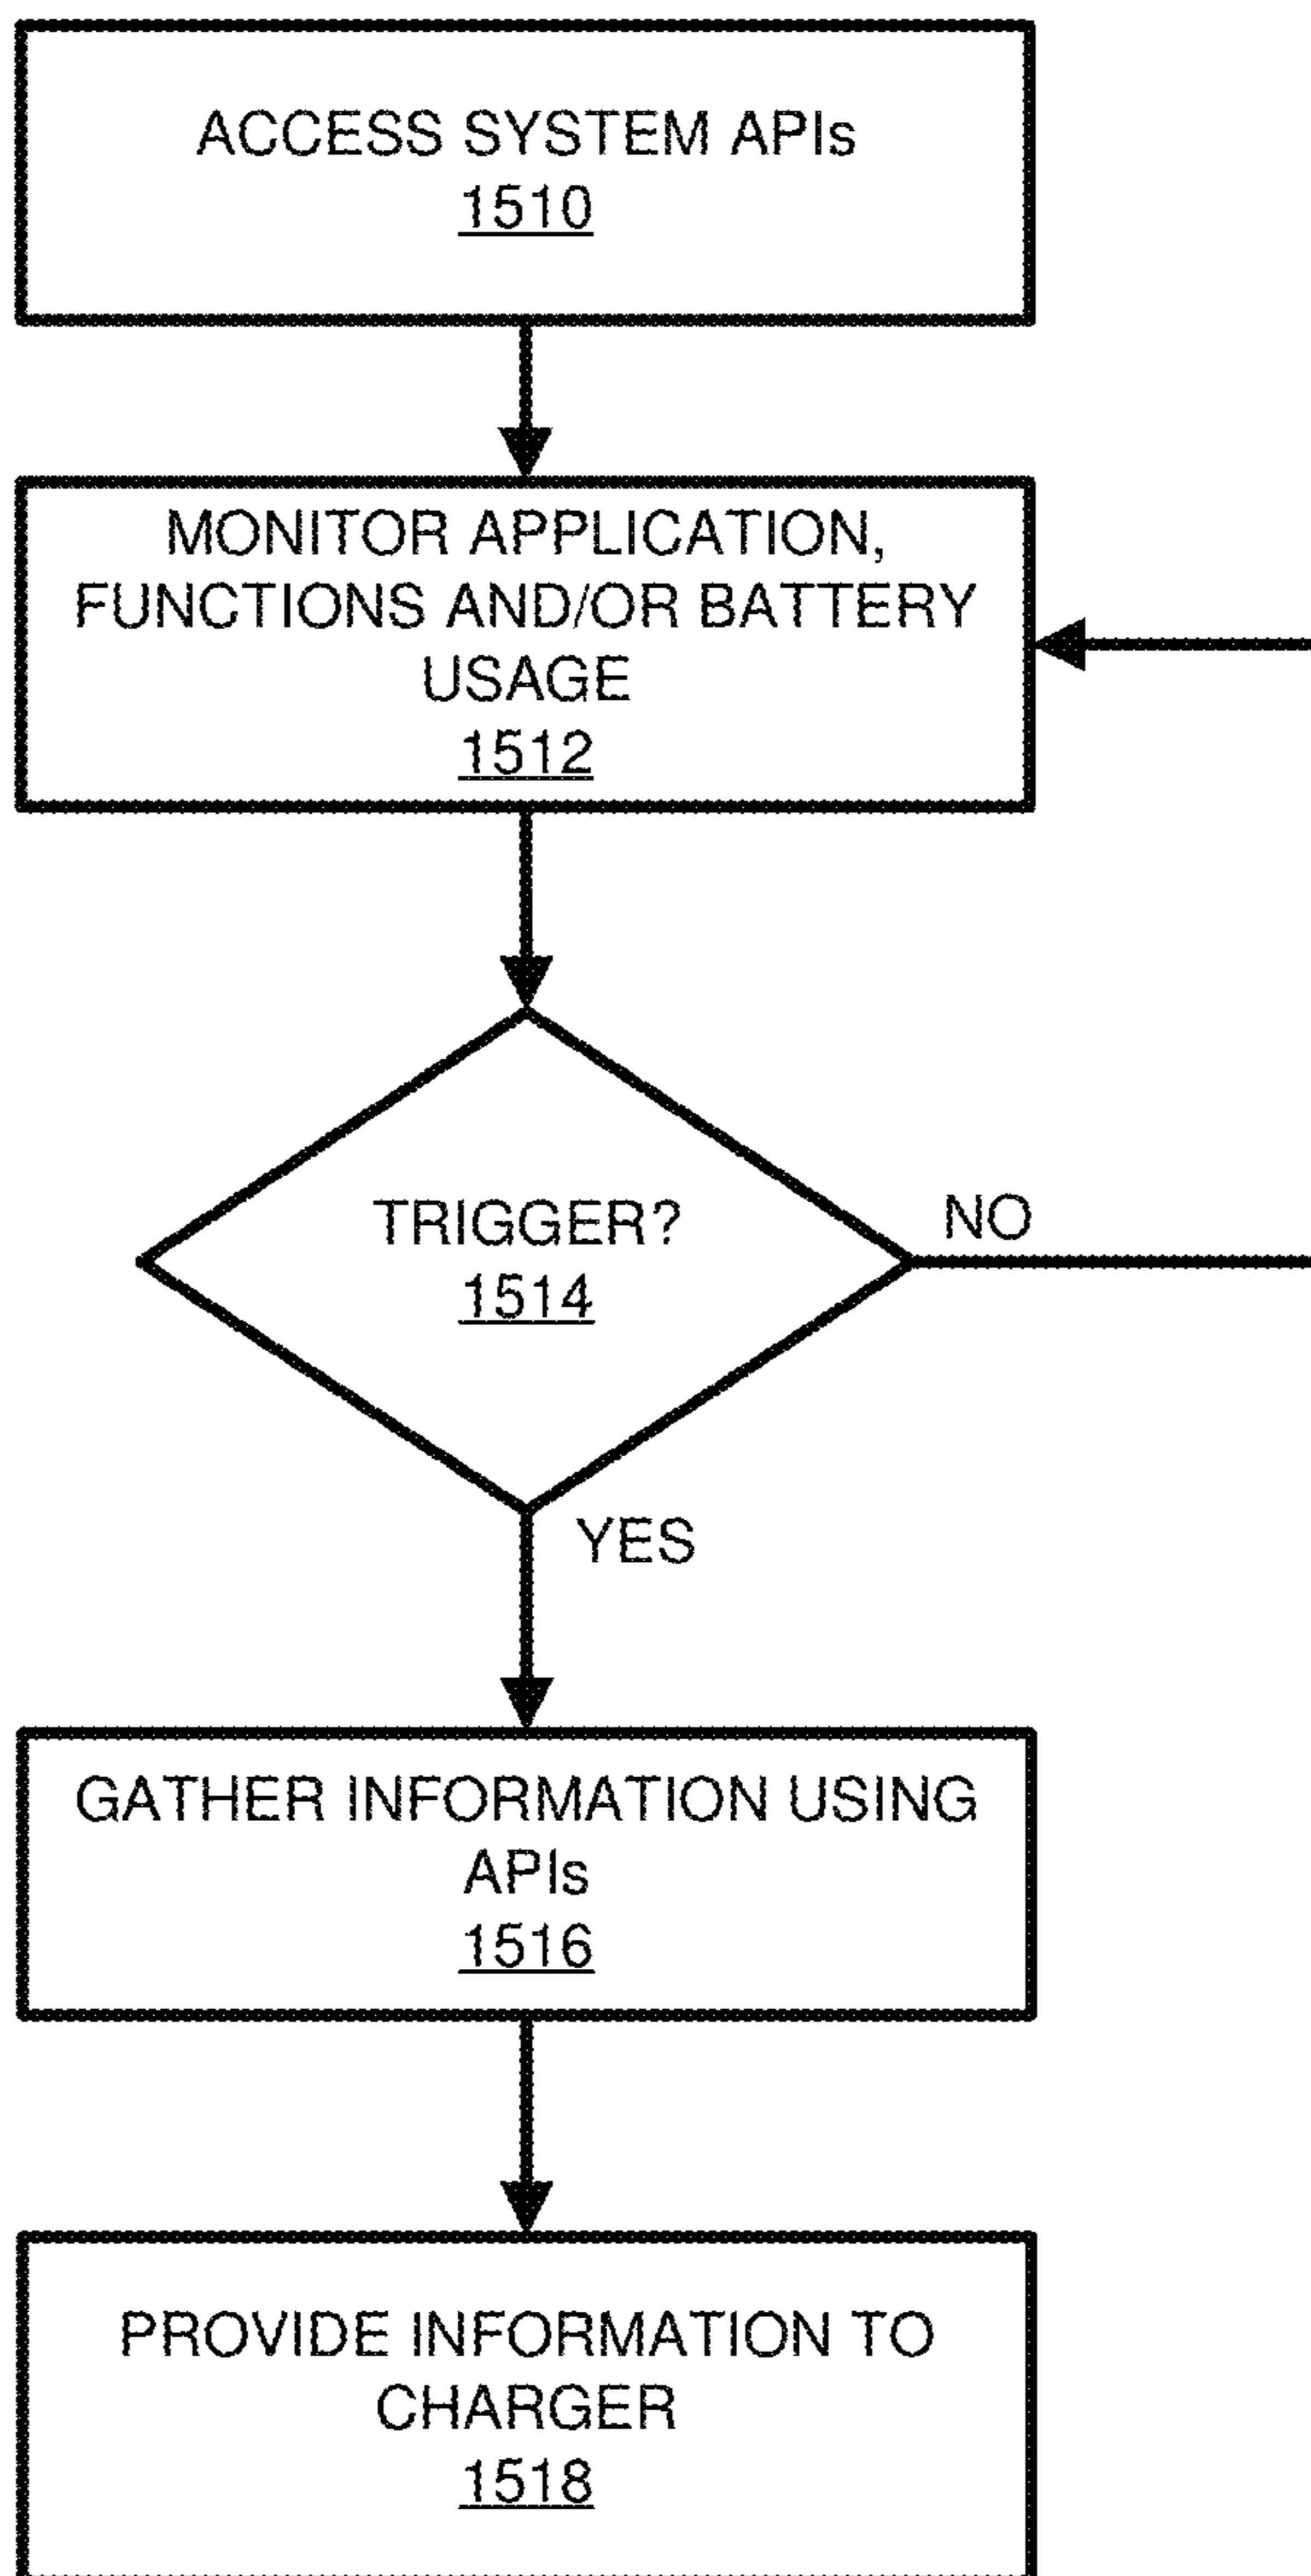 ACCESS SYSTEM APIs
1510
MONITOR APPLICATION,
FUNCTIONS AND/OR BATTERY
USAGE
1512
TRIGGER?
1514
NO
YES
GATHER INFORMATION USING
APIs
1516
PROVIDE INFORMATION TO
CHARGER
1518